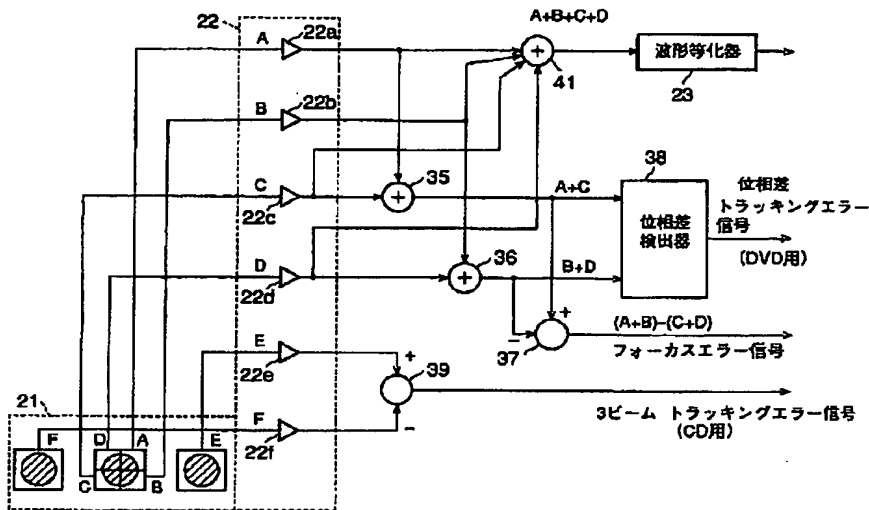 22
A
22a
A+B+C+D
41
波形等化器
23
B
22b
C
22c
35
A+C
38
位相差検出器
位相差
トラッキングエラー
信号
(DVD用)
D
22d
36
B+D
+
−
37
(A+B)−(C+D)
フォーカスエラー信号
E
22e
+
39
−
3ビーム トラッキングエラー信号
(CD用)
F
22f
21
F
D
A
E
C
B